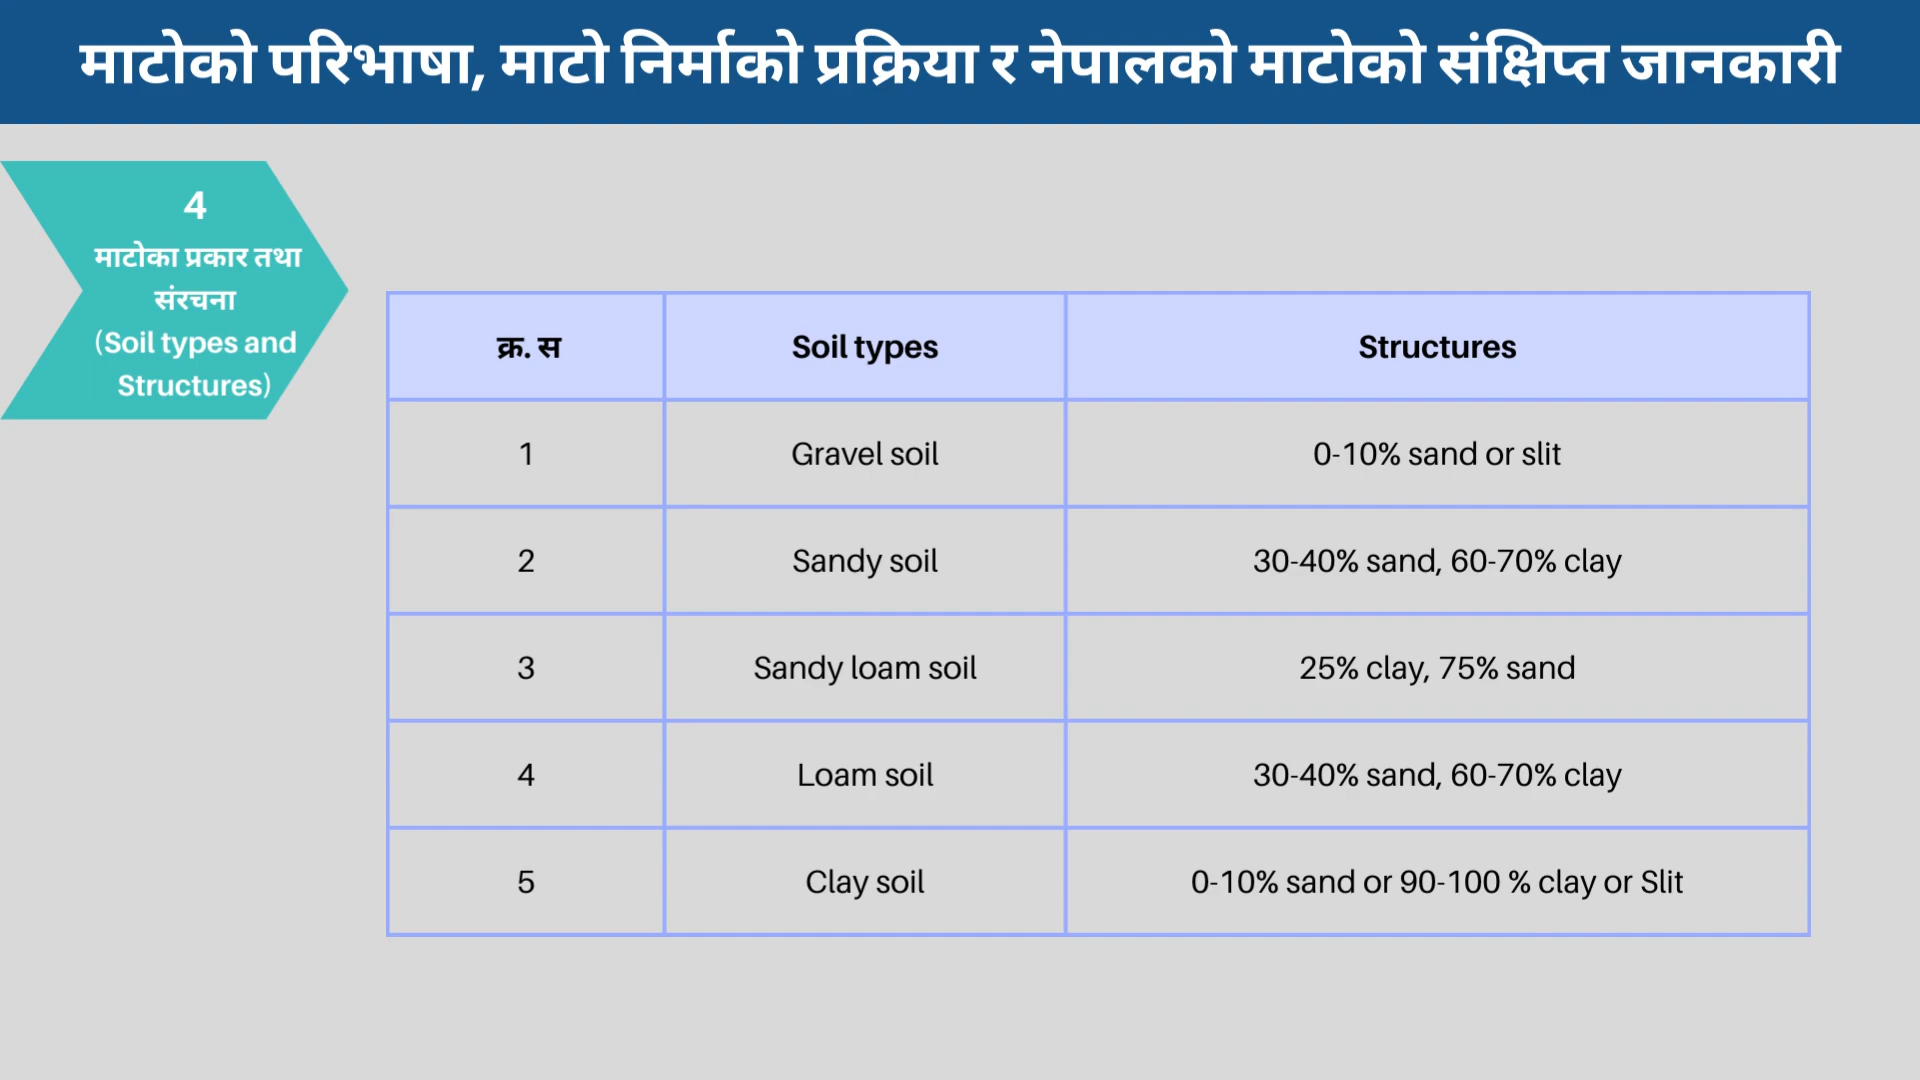 माटोको परिभाषा, माटो निर्माको प्रक्रिया र नेपालको माटोको संक्षिप्त जानकारी
4
माटोका प्रकार तथा
संरचना
(Soil types and
Structures)
क्र. स Soil types Structures
1 Gravel soil 0-10% sand or slit
2 Sandy soil 30-40% sand, 60-70% clay
3 Sandy loam soil 25% clay, 75% sand
4 Loam soil 30-40% sand, 60-70% clay
5 Clay soil 0-10% sand or 90-100 % clay or Slit